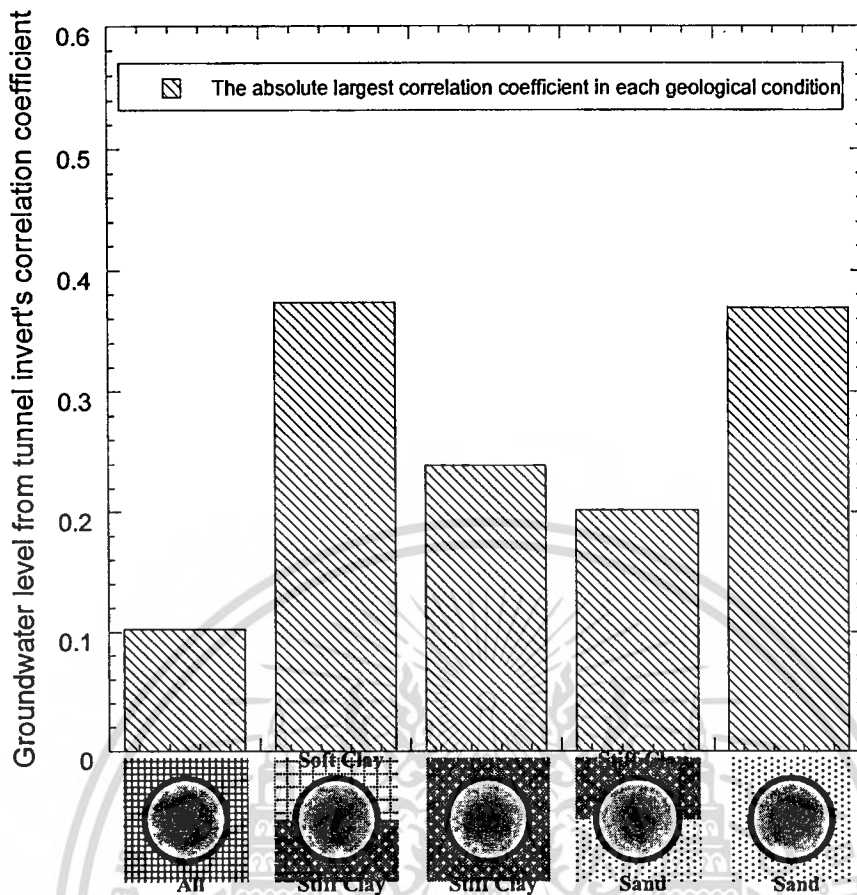 Groundwater level from tunnel invert's correlation coefficient
0.6
The absolute largest correlation coefficient in each geological condition
0.5
0.4
0.3
0.2
0.1
0
Soft Clay
Stiff Clay
All
Stiff Clay
Stiff Clay
Sand
Sand